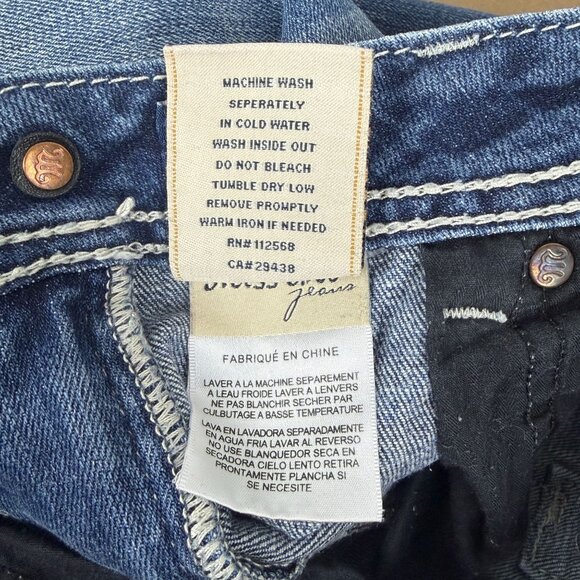 MACHINE WASH
SEPERATELY
IN COLD WATER
WASH INSIDE OUT
DO NOT BLEACH
TUMBLE DRY LOW
REMOVE PROMPTLY
WARM IRON IF NEEDED
RN# 112568
CA# 29438
jeans
FABRIQUÉ EN CHINE
LAVER A LA MACHINE SEPAREMENT
A LEAU FROIDE LAVER A LENVERS
NE PAS BLANCHIR SECHER PAR
CULBUTAGE A BASSE TEMPERATURE
LAVA EN LAVADORA SEPARADAMENTE
EN AGUA FRIA LAVAR AL REVERSO
NO USE BLANQUEDOR SECA EN
SECADORA CIELO LENTO RETIRA
PRONTAMENTE PLANCHA SI
SE NECESITE